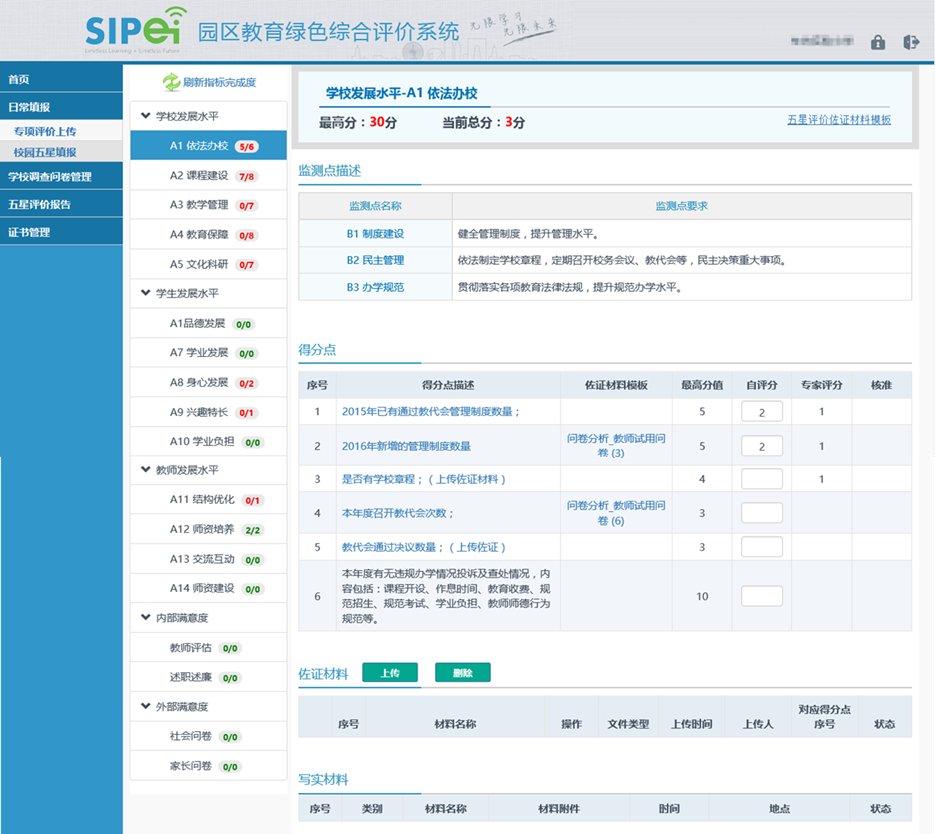 SIPEi
园区教育绿色综合评价系统
无限学习
无限未来
Limitless Learning + Limitless Future
首页
日常填报
专项评价上传
校园五星填报
学校调查问卷管理
五星评价报告
证书管理
刷新指标完成度
学校发展水平
A1 依法办校 5/6
A2 课程建设 7/8
A3 教学管理 0/7
A4 教育保障 0/8
A5 文化科研 0/7
学生发展水平
A1品德发展 0/0
A7 学业发展 0/0
A8 身心发展 0/2
A9 兴趣特长 0/1
A10 学业负担 0/0
教师发展水平
A11 结构优化 0/1
A12 师资培养 2/2
A13 交流互动 0/0
A14 师资建设 0/0
内部满意度
教师评估 0/0
述职述廉 0/0
外部满意度
社会问卷 0/0
家长问卷 0/0
学校发展水平-A1 依法办校
最高分：30分 当前总分：3分 五星评价佐证材料模板
监测点描述
监测点名称 监测点要求
B1 制度建设 健全管理制度，提升管理水平。
B2 民主管理 依法制定学校章程，定期召开校务会议、教代会等，民主决策重大事项。
B3 办学规范 贯彻落实各项教育法律法规，提升规范办学水平。
得分点
序号 得分点描述 佐证材料模板 最高分值 自评分 专家评分 核准
1 2015年已有通过教代会管理制度数量； 5 2 1
2 2016年新增的管理制度数量 问卷分析_教师试用问卷 (3) 5 2 1
3 是否有学校章程；（上传佐证材料） 4 1
4 本年度召开教代会次数； 问卷分析_教师试用问卷 (6) 3
5 教代会通过决议数量；（上传佐证） 3
6 本年度有无违规办学情况投诉及查处情况，内
容包括：课程开设、作息时间、教育收费、规
范招生、规范考试、学业负担、教师师德行为
规范等。 10
佐证材料 上传 删除
序号 材料名称 操作 文件类型 上传时间 上传人 对应得分点序号 状态
写实材料
序号 类别 材料名称 材料附件 时间 地点 状态